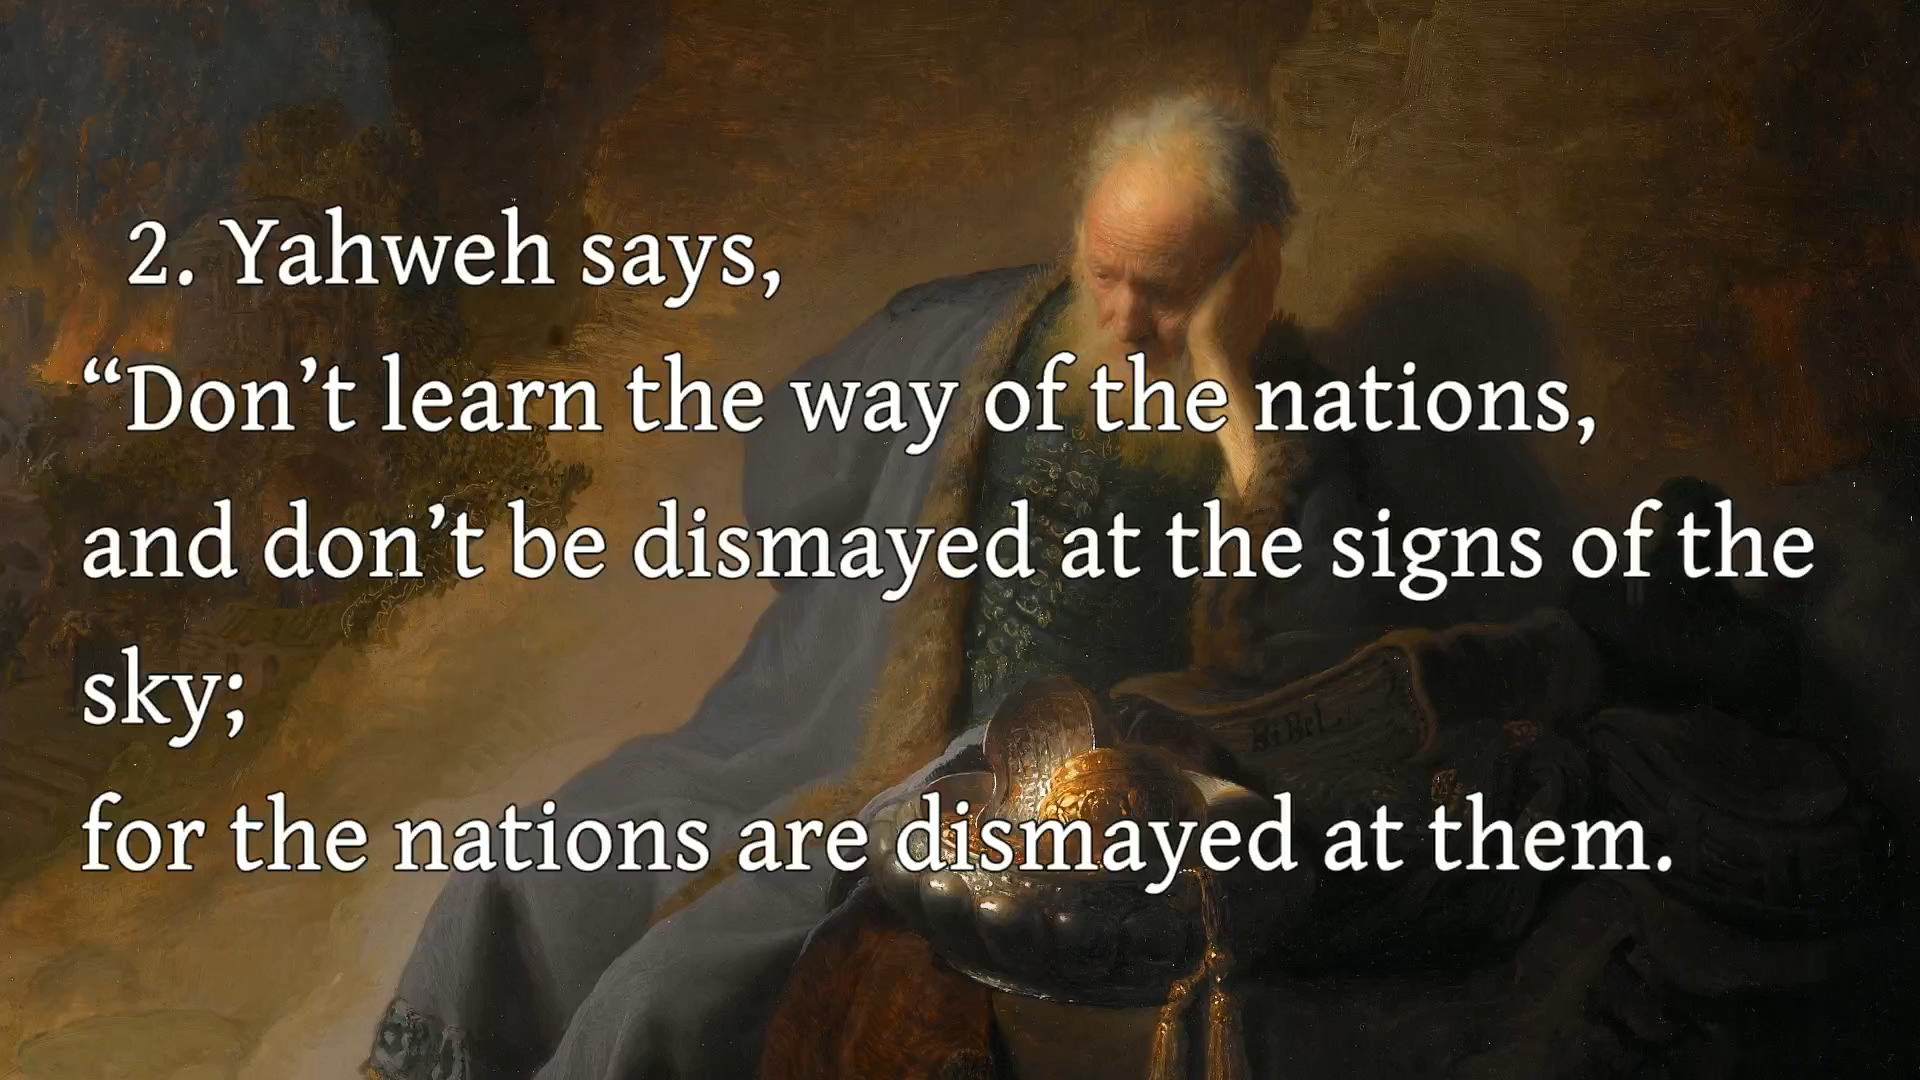 2. Yahweh says,
“Don’t learn the way of the nations,
and don’t be dismayed at the signs of the
sky;
for the nations are dismayed at them.
BiBeL